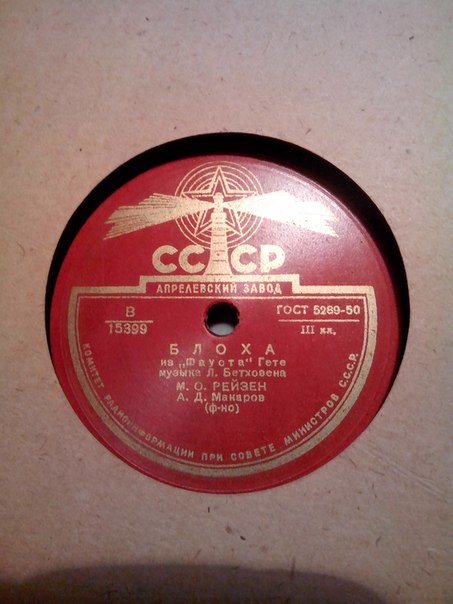 СССР
АПРЕЛЕВСКИЙ ЗАВОД
В
15399
ГОСТ 5289-50
III кл.
БЛОХА
из „Фауста" Гете
музыка Л. Бетховена
М. О. РЕЙЗЕН
А. Д. Макаров
(ф-но)
КОМИТЕТ РАДИОИНФОРМАЦИИ ПРИ СОВЕТЕ МИНИСТРОВ СССР.